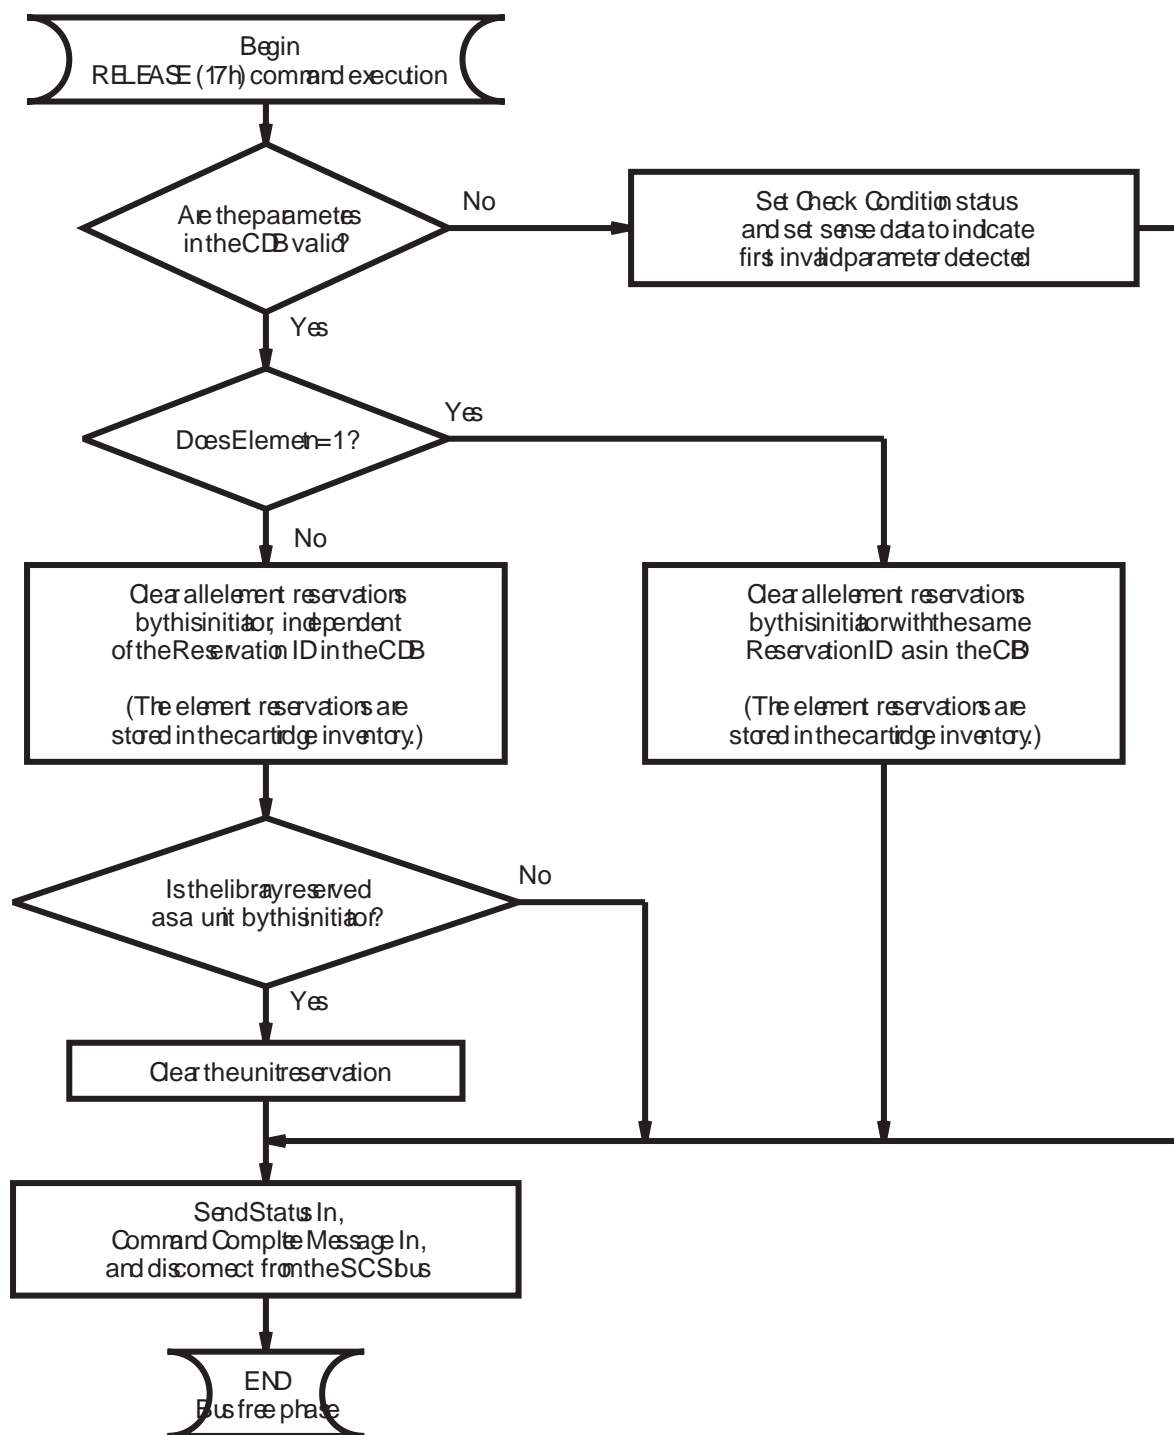 Begin
RELEASE (17h) command execution
Are the parameters
in the CDB valid?
No
Set Check Condition status
and set sense data to indicate
first invalid parameter detected
Yes
Does Element=1?
Yes
No
Clear all element reservations
by this initiator, independent
of the Reservation ID in the CDB
(The element reservations are
stored in the cartridge inventory.)
Clear all element reservations
by this initiator with the same
Reservation ID as in the CDB
(The element reservations are
stored in the cartridge inventory.)
Is the library reserved
as a unit by this initiator?
No
Yes
Clear the unit reservation
Send Status In,
Command Complete Message In,
and disconnect from the SCSI bus
END
Bus free phase